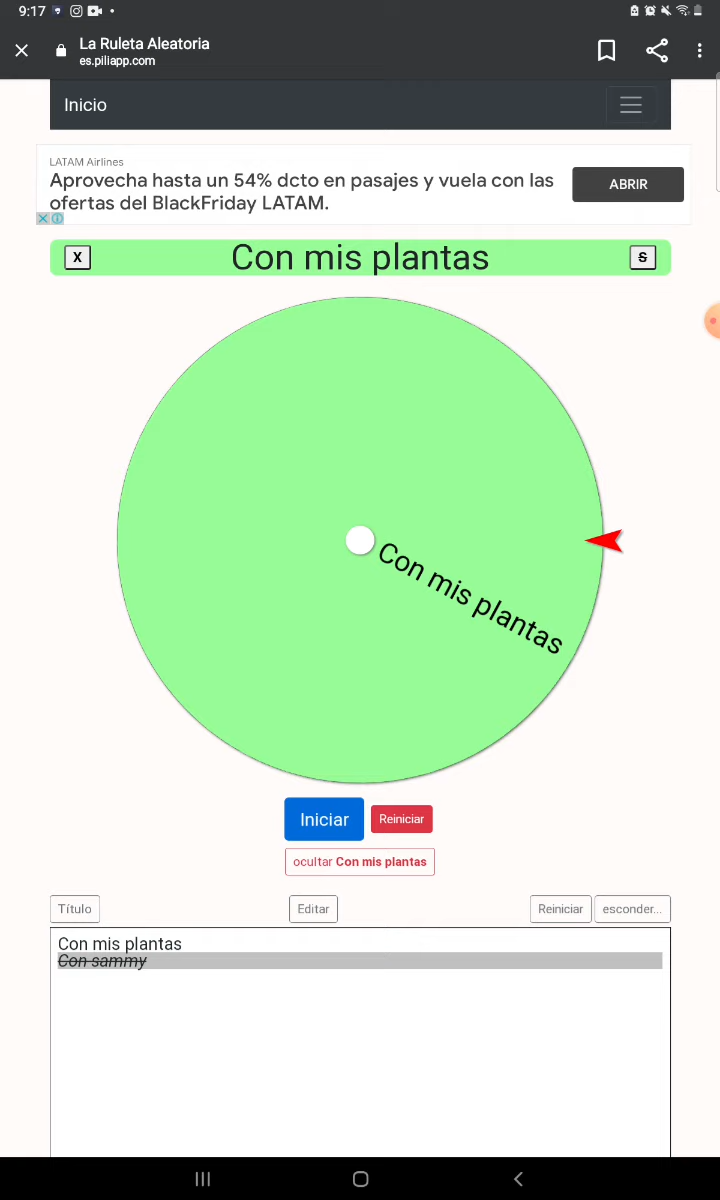 9:17
La Ruleta Aleatoria
es.piliapp.com
Inicio
LATAM Airlines
Aprovecha hasta un 54% dcto en pasajes y vuela con las
ofertas del BlackFriday LATAM.
ABRIR
X
Con mis plantas
S
Con mis plantas
Iniciar
Reiniciar
ocultar Con mis plantas
Título
Editar
Reiniciar
esconder...
Con mis plantas
Con sammy